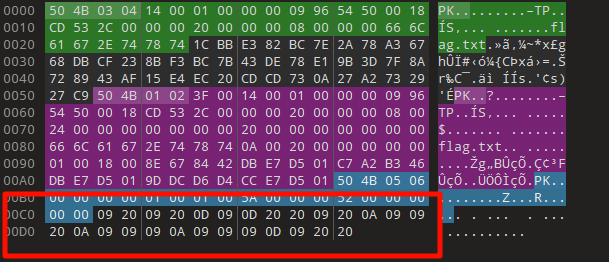 0000 50 4B 03 04 14 00 01 00 00 00 09 96 54 50 00 18 PK..........–TP..
0010 CD 53 2C 00 00 00 20 00 00 00 08 00 00 00 66 6C ÍS,... .......fl
0020 61 67 2E 74 78 74 1C BB E3 82 BC 7E 2A 78 A3 67 ag.txt.»ã‚¼~*x£g
0030 68 DB CF 23 8B F3 BC 7B 43 DE 78 E1 9B 3D 7F 8A hÛÏ#‹ó¼{CÞxá›=.Š
0040 72 89 43 AF 15 E4 EC 20 CD CD 73 0A 27 A2 73 29 r‰C¯.äì ÍÍs.'¢s)
0050 27 C9 50 4B 01 02 3F 00 14 00 01 00 00 00 09 96 'ÉPK..?........–
0060 54 50 00 18 CD 53 2C 00 00 00 20 00 00 00 08 00 TP..ÍS,... .....
0070 24 00 00 00 00 00 00 00 20 00 00 00 00 00 00 00 $....... .......
0080 66 6C 61 67 2E 74 78 74 0A 00 20 00 00 00 00 00 flag.txt.. .....
0090 01 00 18 00 8E 67 84 42 DB E7 D5 01 C7 A2 B3 46 ....Žg„BÛçÕ.Ç¢³F
00A0 DB E7 D5 01 9D DC D6 D4 CC E7 D5 01 50 4B 05 06 ÛçÕ..ÜÖÔÌçÕ.PK..
00B0 00 00 00 00 01 00 01 00 5A 00 00 00 52 00 00 00 ........Z...R...
00C0 00 00 09 20 09 20 0D 09 0D 20 20 09 20 0A 09 09
00D0 20 0A 09 09 09 0A 09 09 09 0D 09 20 20